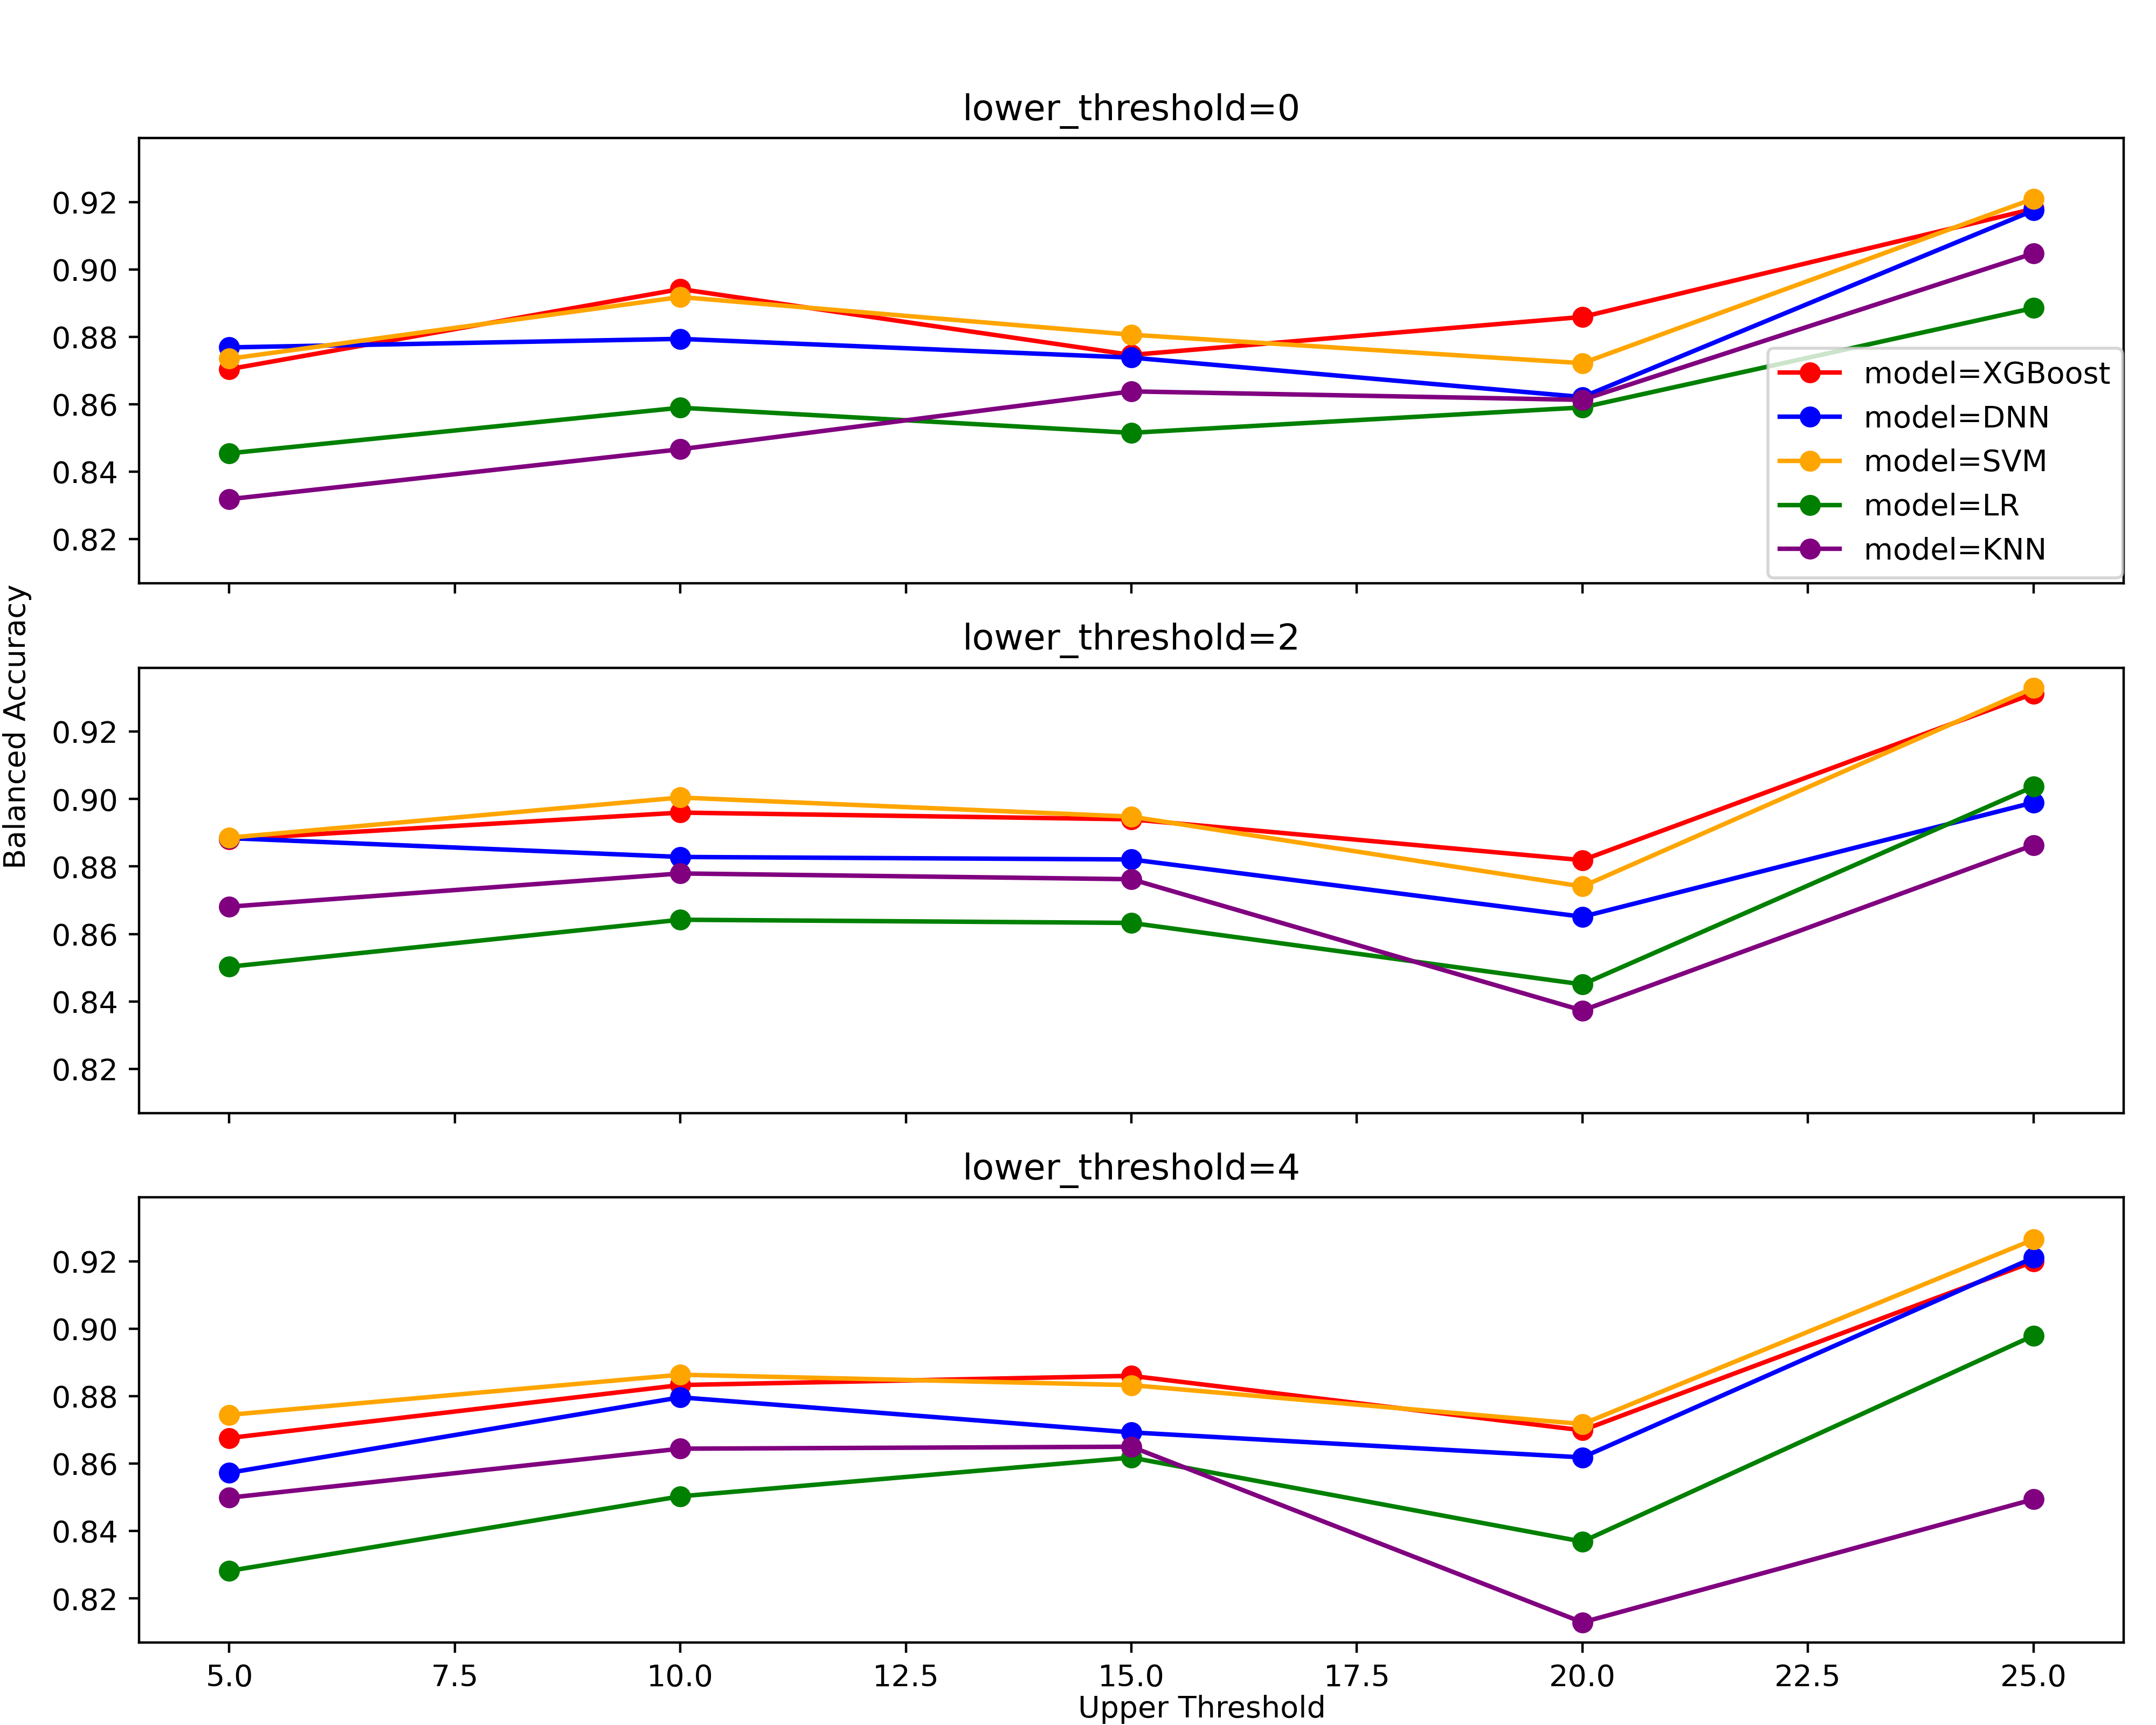 lower_threshold=0
0.92
0.90
0.88
0.86
0.84
0.82
model=XGBoost
model=DNN
model=SVM
model=LR
model=KNN
Balanced Accuracy
lower_threshold=2
0.92
0.90
0.88
0.86
0.84
0.82
lower_threshold=4
0.92
0.90
0.88
0.86
0.84
0.82
5.0 7.5 10.0 12.5 15.0 17.5 20.0 22.5 25.0
Upper Threshold